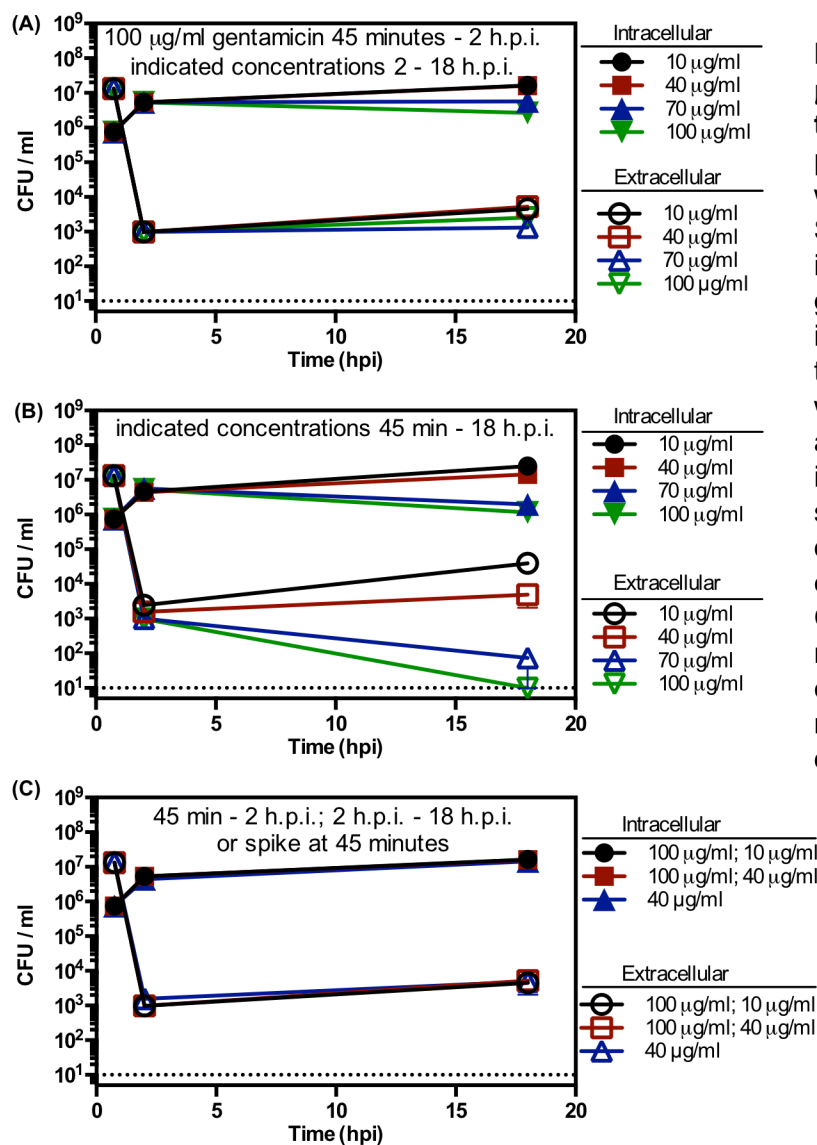 (A)
100 μg/ml gentamicin 45 minutes - 2 h.p.i.
indicated concentrations 2 - 18 h.p.i.
CFU / ml
10⁹
10⁸
10⁷
10⁶
10⁵
10⁴
10³
10²
10¹
0 5 10 15 20
Time (hpi)
Intracellular
10 μg/ml
40 μg/ml
70 μg/ml
100 μg/ml
Extracellular
10 μg/ml
40 μg/ml
70 μg/ml
100 μg/ml
(B)
indicated concentrations 45 min - 18 h.p.i.
CFU / ml
10⁹
10⁸
10⁷
10⁶
10⁵
10⁴
10³
10²
10¹
0 5 10 15 20
Time (hpi)
Intracellular
10 μg/ml
40 μg/ml
70 μg/ml
100 μg/ml
Extracellular
10 μg/ml
40 μg/ml
70 μg/ml
100 μg/ml
(C)
45 min - 2 h.p.i.; 2 h.p.i. - 18 h.p.i.
or spike at 45 minutes
CFU / ml
10⁹
10⁸
10⁷
10⁶
10⁵
10⁴
10³
10²
10¹
0 5 10 15 20
Time (hpi)
Intracellular
100 μg/ml; 10 μg/ml
100 μg/ml; 40 μg/ml
40 μg/ml
Extracellular
100 μg/ml; 10 μg/ml
100 μg/ml; 40 μg/ml
40 μg/ml